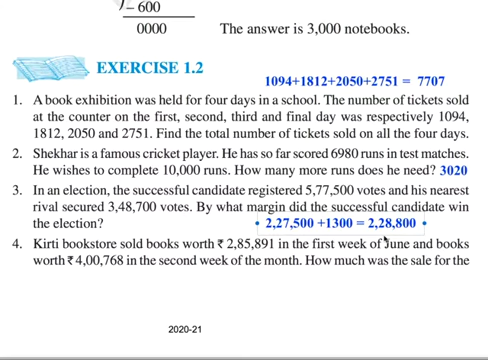 – 600
0000 The answer is 3,000 notebooks.
EXERCISE 1.2
1094+1812+2050+2751 = 7707
1. A book exhibition was held for four days in a school. The number of tickets sold
at the counter on the first, second, third and final day was respectively 1094,
1812, 2050 and 2751. Find the total number of tickets sold on all the four days.
2. Shekhar is a famous cricket player. He has so far scored 6980 runs in test matches.
He wishes to complete 10,000 runs. How many more runs does he need? 3020
3. In an election, the successful candidate registered 5,77,500 votes and his nearest
rival secured 3,48,700 votes. By what margin did the successful candidate win
the election? • 2,27,500 +1300 = 2,28,800 •
4. Kirti bookstore sold books worth ₹ 2,85,891 in the first week of June and books
worth ₹ 4,00,768 in the second week of the month. How much was the sale for the
2020-21